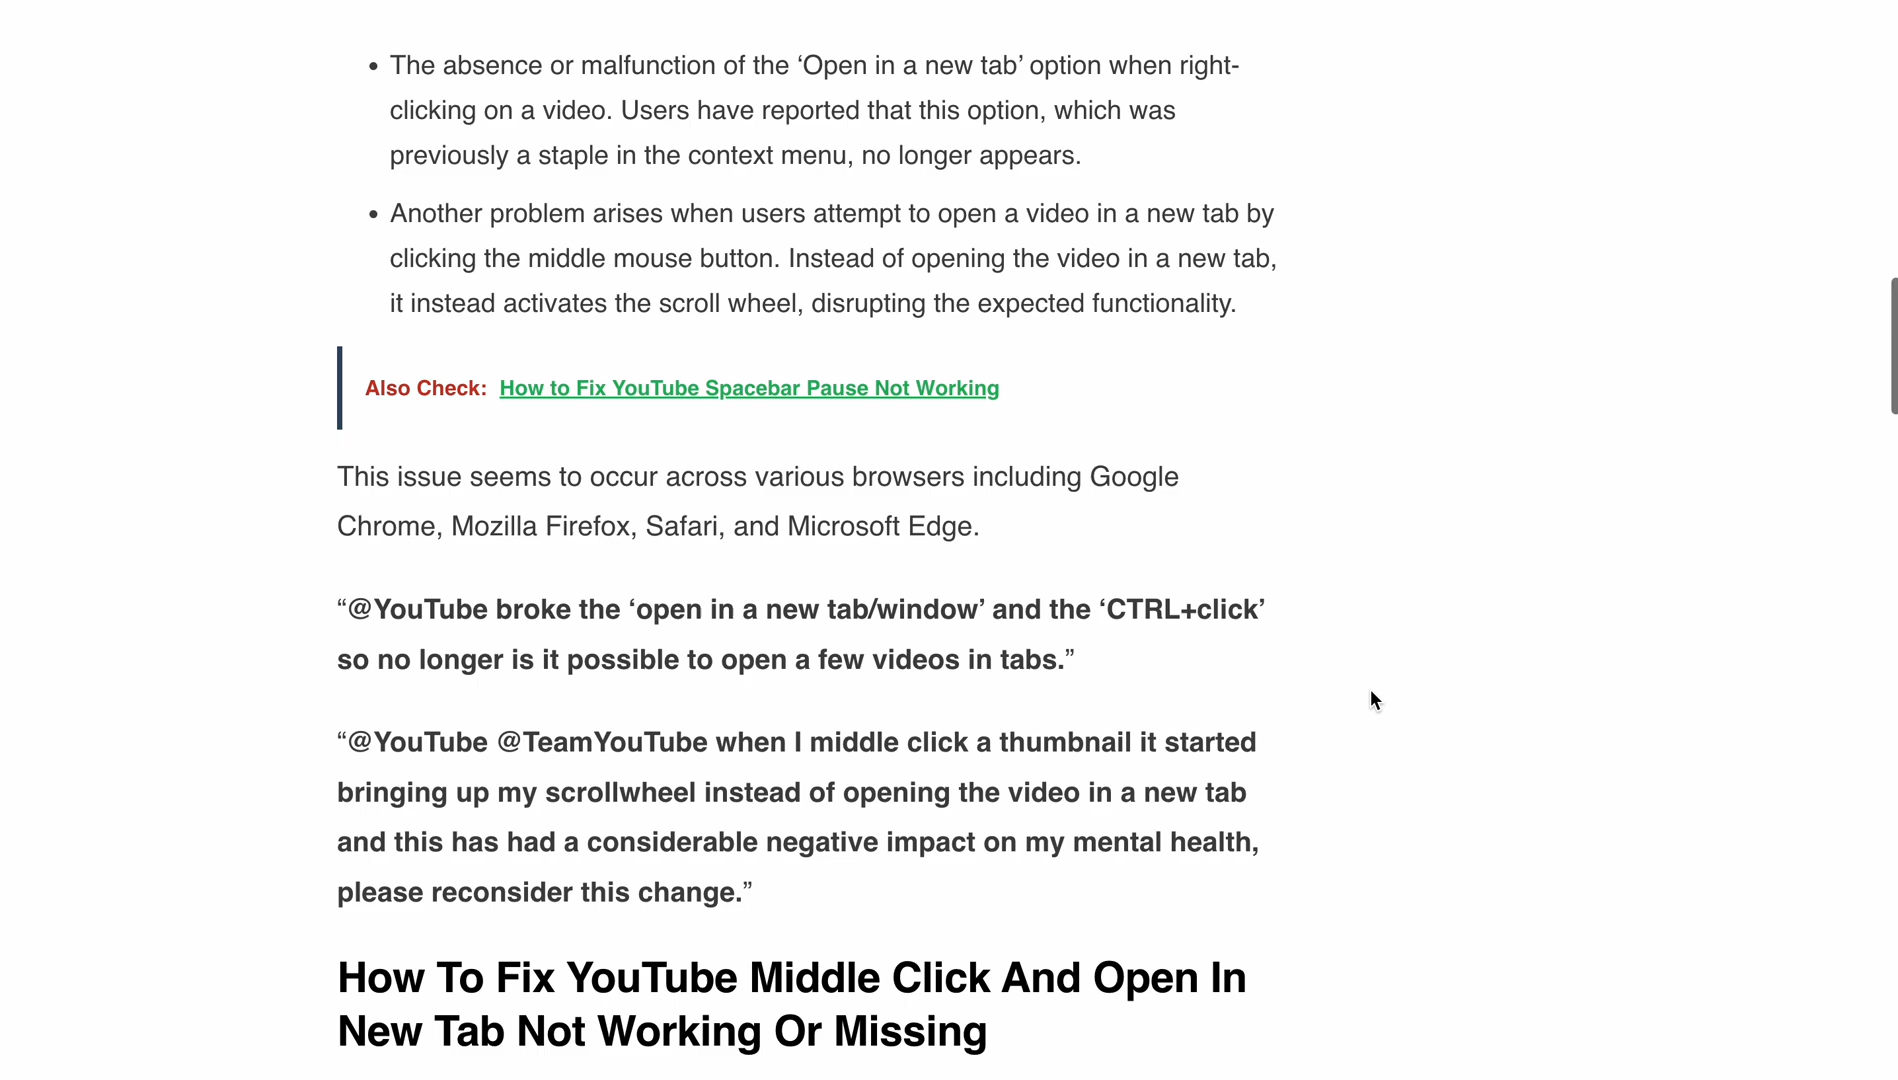 • The absence or malfunction of the ‘Open in a new tab’ option when right-
clicking on a video. Users have reported that this option, which was
previously a staple in the context menu, no longer appears.
• Another problem arises when users attempt to open a video in a new tab by
clicking the middle mouse button. Instead of opening the video in a new tab,
it instead activates the scroll wheel, disrupting the expected functionality.
Also Check: How to Fix YouTube Spacebar Pause Not Working
This issue seems to occur across various browsers including Google
Chrome, Mozilla Firefox, Safari, and Microsoft Edge.
“@YouTube broke the ‘open in a new tab/window’ and the ‘CTRL+click’
so no longer is it possible to open a few videos in tabs.”
“@YouTube @TeamYouTube when I middle click a thumbnail it started
bringing up my scrollwheel instead of opening the video in a new tab
and this has had a considerable negative impact on my mental health,
please reconsider this change.”
How To Fix YouTube Middle Click And Open In
New Tab Not Working Or Missing